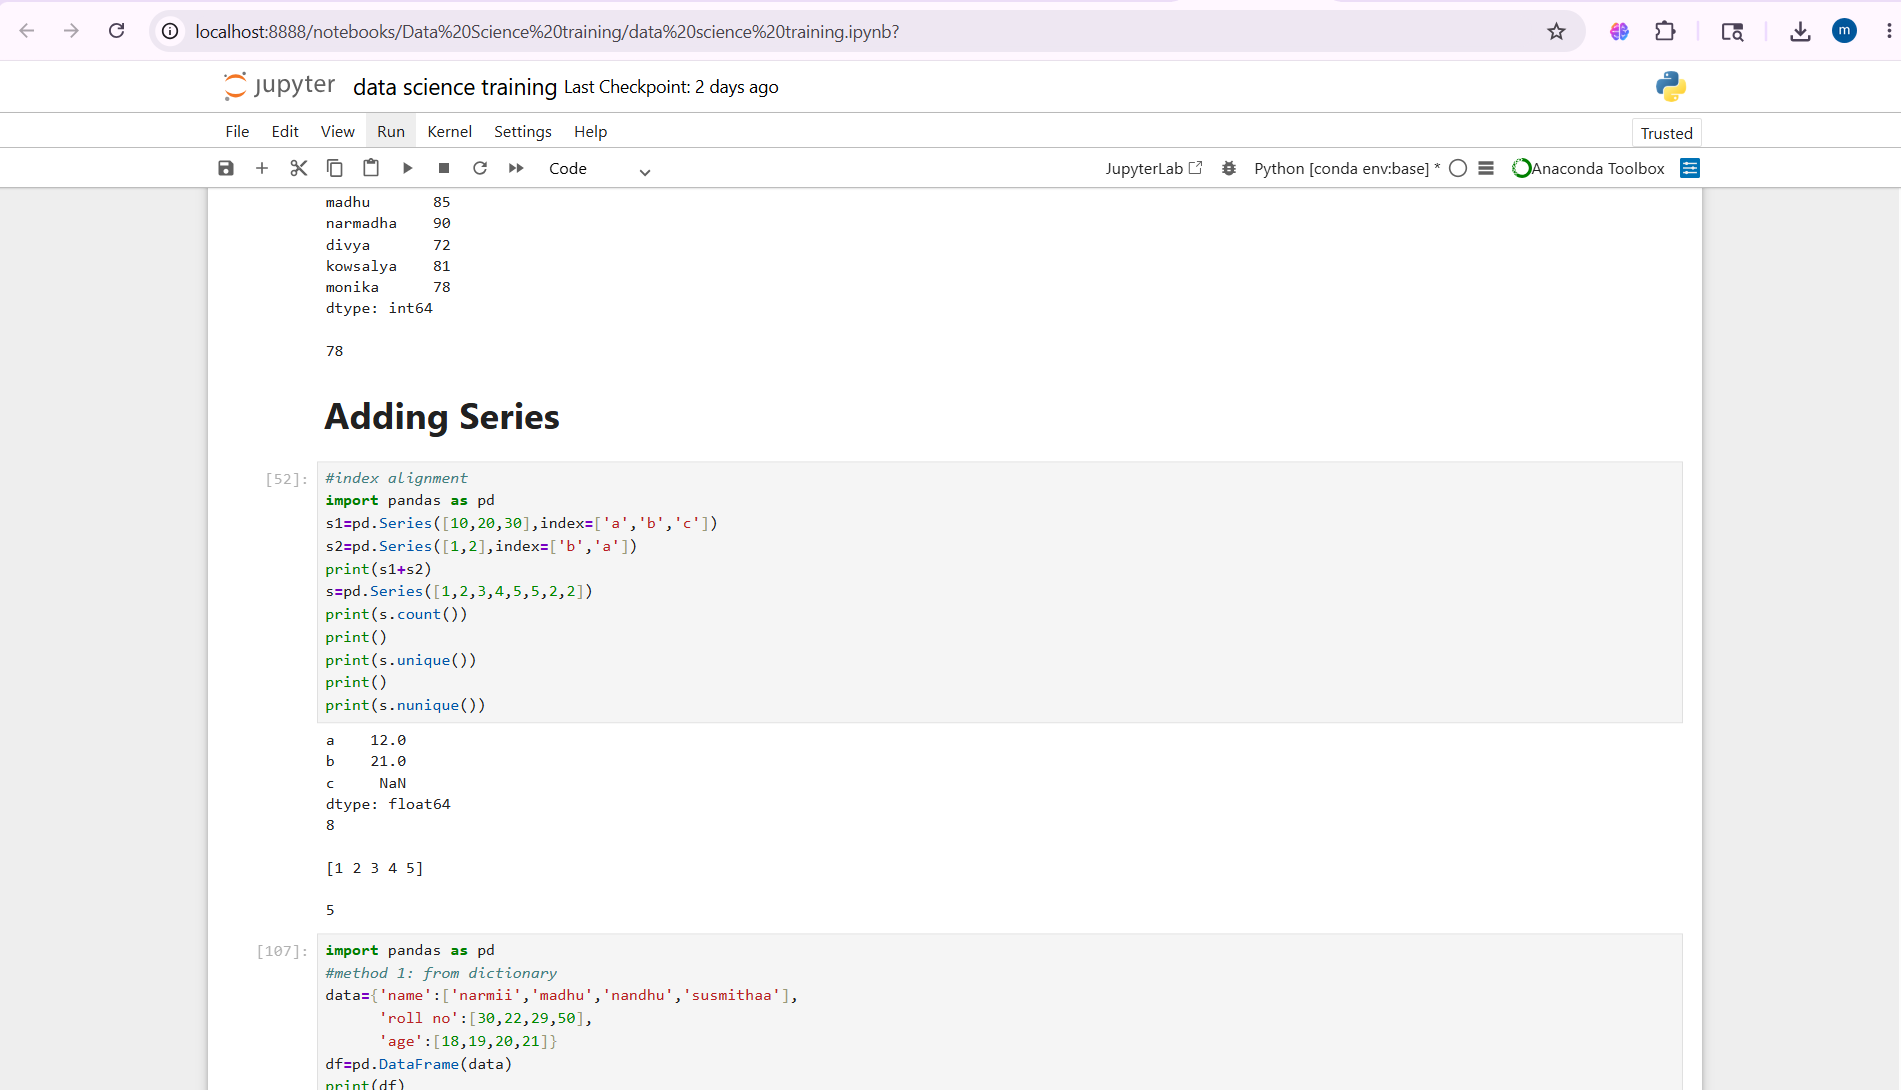 localhost:8888/notebooks/Data%20Science%20training/data%20science%20training.ipynb?
m
jupyter data science training Last Checkpoint: 2 days ago
File Edit View Run Kernel Settings Help
Trusted
Code
JupyterLab
Python [conda env:base] *
Anaconda Toolbox
madhu 85
narmadha 90
divya 72
kowsalya 81
monika 78
dtype: int64
78
Adding Series
[52]:
#index alignment
import pandas as pd
s1=pd.Series([10,20,30],index=['a','b','c'])
s2=pd.Series([1,2],index=['b','a'])
print(s1+s2)
s=pd.Series([1,2,3,4,5,5,2,2])
print(s.count())
print()
print(s.unique())
print()
print(s.nunique())
a 12.0
b 21.0
c NaN
dtype: float64
8
[1 2 3 4 5]
5
[107]:
import pandas as pd
#method 1: from dictionary
data={'name':['narmii','madhu','nandhu','susmithaa'],
'roll no':[30,22,29,50],
'age':[18,19,20,21]}
df=pd.DataFrame(data)
print(df)